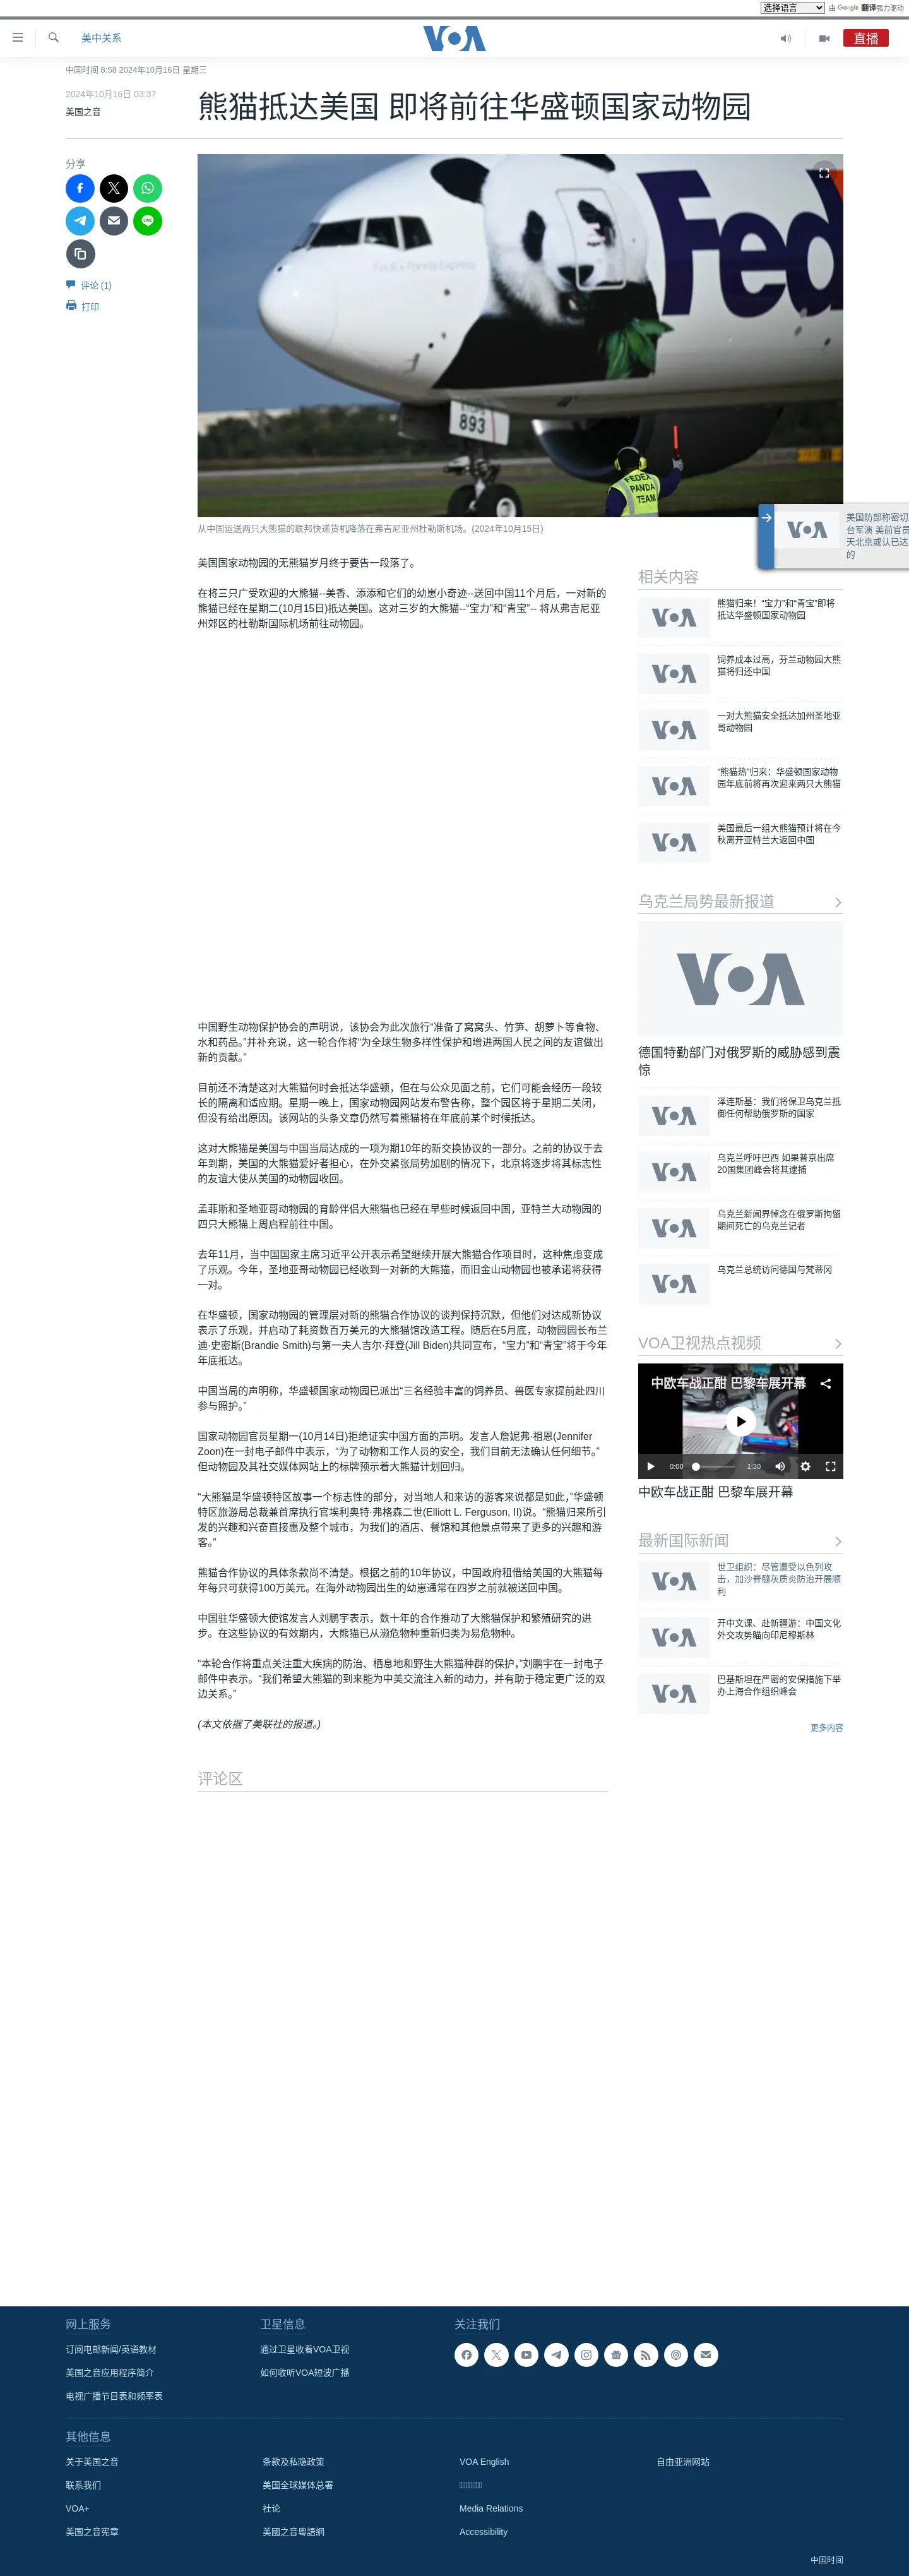 选择语言 由 Google 翻译强力驱动
美中关系
VOA
直播
中国时间 8:58 2024年10月16日 星期三
2024年10月16日 03:37
美国之音
熊猫抵达美国 即将前往华盛顿国家动物园
分享
评论 (1)
打印
FedEx Panda Express
FedE
893
FEDEX
PANDA
TEAM
从中国运送两只大熊猫的联邦快递货机降落在弗吉尼亚州杜勒斯机场。(2024年10月15日)
美国国家动物园的无熊猫岁月终于要告一段落了。
在将三只广受欢迎的大熊猫--美香、添添和它们的幼崽小奇迹--送回中国11个月后，一对新的
熊猫已经在星期二(10月15日)抵达美国。这对三岁的大熊猫--“宝力”和“青宝”-- 将从弗吉尼亚
州郊区的杜勒斯国际机场前往动物园。
中国野生动物保护协会的声明说，该协会为此次旅行“准备了窝窝头、竹笋、胡萝卜等食物、
水和药品。”并补充说，这一轮合作将“为全球生物多样性保护和增进两国人民之间的友谊做出
新的贡献。”
目前还不清楚这对大熊猫何时会抵达华盛顿，但在与公众见面之前，它们可能会经历一段较
长的隔离和适应期。星期一晚上，国家动物园网站发布警告称，整个园区将于星期二关闭，
但没有给出原因。该网站的头条文章仍然写着熊猫将在年底前某个时候抵达。
这对大熊猫是美国与中国当局达成的一项为期10年的新交换协议的一部分。之前的协议于去
年到期，美国的大熊猫爱好者担心，在外交紧张局势加剧的情况下，北京将逐步将其标志性
的友谊大使从美国的动物园收回。
孟菲斯和圣地亚哥动物园的育龄伴侣大熊猫也已经在早些时候返回中国，亚特兰大动物园的
四只大熊猫上周启程前往中国。
去年11月，当中国国家主席习近平公开表示希望继续开展大熊猫合作项目时，这种焦虑变成
了乐观。今年，圣地亚哥动物园已经收到一对新的大熊猫，而旧金山动物园也被承诺将获得
一对。
在华盛顿，国家动物园的管理层对新的熊猫合作协议的谈判保持沉默，但他们对达成新协议
表示了乐观，并启动了耗资数百万美元的大熊猫馆改造工程。随后在5月底，动物园园长布兰
迪·史密斯(Brandie Smith)与第一夫人吉尔·拜登(Jill Biden)共同宣布，“宝力”和“青宝”将于今年
年底抵达。
中国当局的声明称，华盛顿国家动物园已派出“三名经验丰富的饲养员、兽医专家提前赴四川
参与照护。”
国家动物园官员星期一(10月14日)拒绝证实中国方面的声明。发言人詹妮弗·祖恩(Jennifer
Zoon)在一封电子邮件中表示，“为了动物和工作人员的安全，我们目前无法确认任何细节。”
但动物园及其社交媒体网站上的标牌预示着大熊猫计划回归。
“大熊猫是华盛顿特区故事一个标志性的部分，对当地人和来访的游客来说都是如此，”华盛顿
特区旅游局总裁兼首席执行官埃利奥特·弗格森二世(Elliott L. Ferguson, II)说。“熊猫归来所引
发的兴趣和兴奋直接惠及整个城市，为我们的酒店、餐馆和其他景点带来了更多的兴趣和游
客。”
熊猫合作协议的具体条款尚不清楚。根据之前的10年协议，中国政府租借给美国的大熊猫每
年每只可获得100万美元。在海外动物园出生的幼崽通常在四岁之前就被送回中国。
中国驻华盛顿大使馆发言人刘鹏宇表示，数十年的合作推动了大熊猫保护和繁殖研究的进
步。在这些协议的有效期内，大熊猫已从濒危物种重新归类为易危物种。
“本轮合作将重点关注重大疾病的防治、栖息地和野生大熊猫种群的保护，”刘鹏宇在一封电子
邮件中表示。“我们希望大熊猫的到来能为中美交流注入新的动力，并有助于稳定更广泛的双
边关系。”
(本文依据了美联社的报道。)
评论区
美国防部称密切
台军演 美前官员
天北京或认已达
的
相关内容
熊猫归来！“宝力”和“青宝”即将
抵达华盛顿国家动物园
饲养成本过高，芬兰动物园大熊
猫将归还中国
一对大熊猫安全抵达加州圣地亚
哥动物园
“熊猫热”归来：华盛顿国家动物
园年底前将再次迎来两只大熊猫
美国最后一组大熊猫预计将在今
秋离开亚特兰大返回中国
乌克兰局势最新报道
德国特勤部门对俄罗斯的威胁感到震
惊
泽连斯基：我们将保卫乌克兰抵
御任何帮助俄罗斯的国家
乌克兰呼吁巴西 如果普京出席
20国集团峰会将其逮捕
乌克兰新闻界悼念在俄罗斯拘留
期间死亡的乌克兰记者
乌克兰总统访问德国与梵蒂冈
VOA卫视热点视频
中欧车战正酣 巴黎车展开幕
0:00 1:30
中欧车战正酣 巴黎车展开幕
最新国际新闻
世卫组织：尽管遭受以色列攻
击，加沙脊髓灰质炎防治开展顺
利
开中文课、赴新疆游：中国文化
外交攻势瞄向印尼穆斯林
巴基斯坦在严密的安保措施下举
办上海合作组织峰会
更多内容
网上服务
订阅电邮新闻/英语教材
美国之音应用程序简介
电视广播节目表和频率表
卫星信息
通过卫星收看VOA卫视
如何收听VOA短波广播
关注我们
其他信息
关于美国之音
联系我们
VOA+
美国之音宪章
条款及私隐政策
美国全球媒体总署
社论
美國之音粵語網
VOA English
Media Relations
Accessibility
自由亚洲网站
中国时间